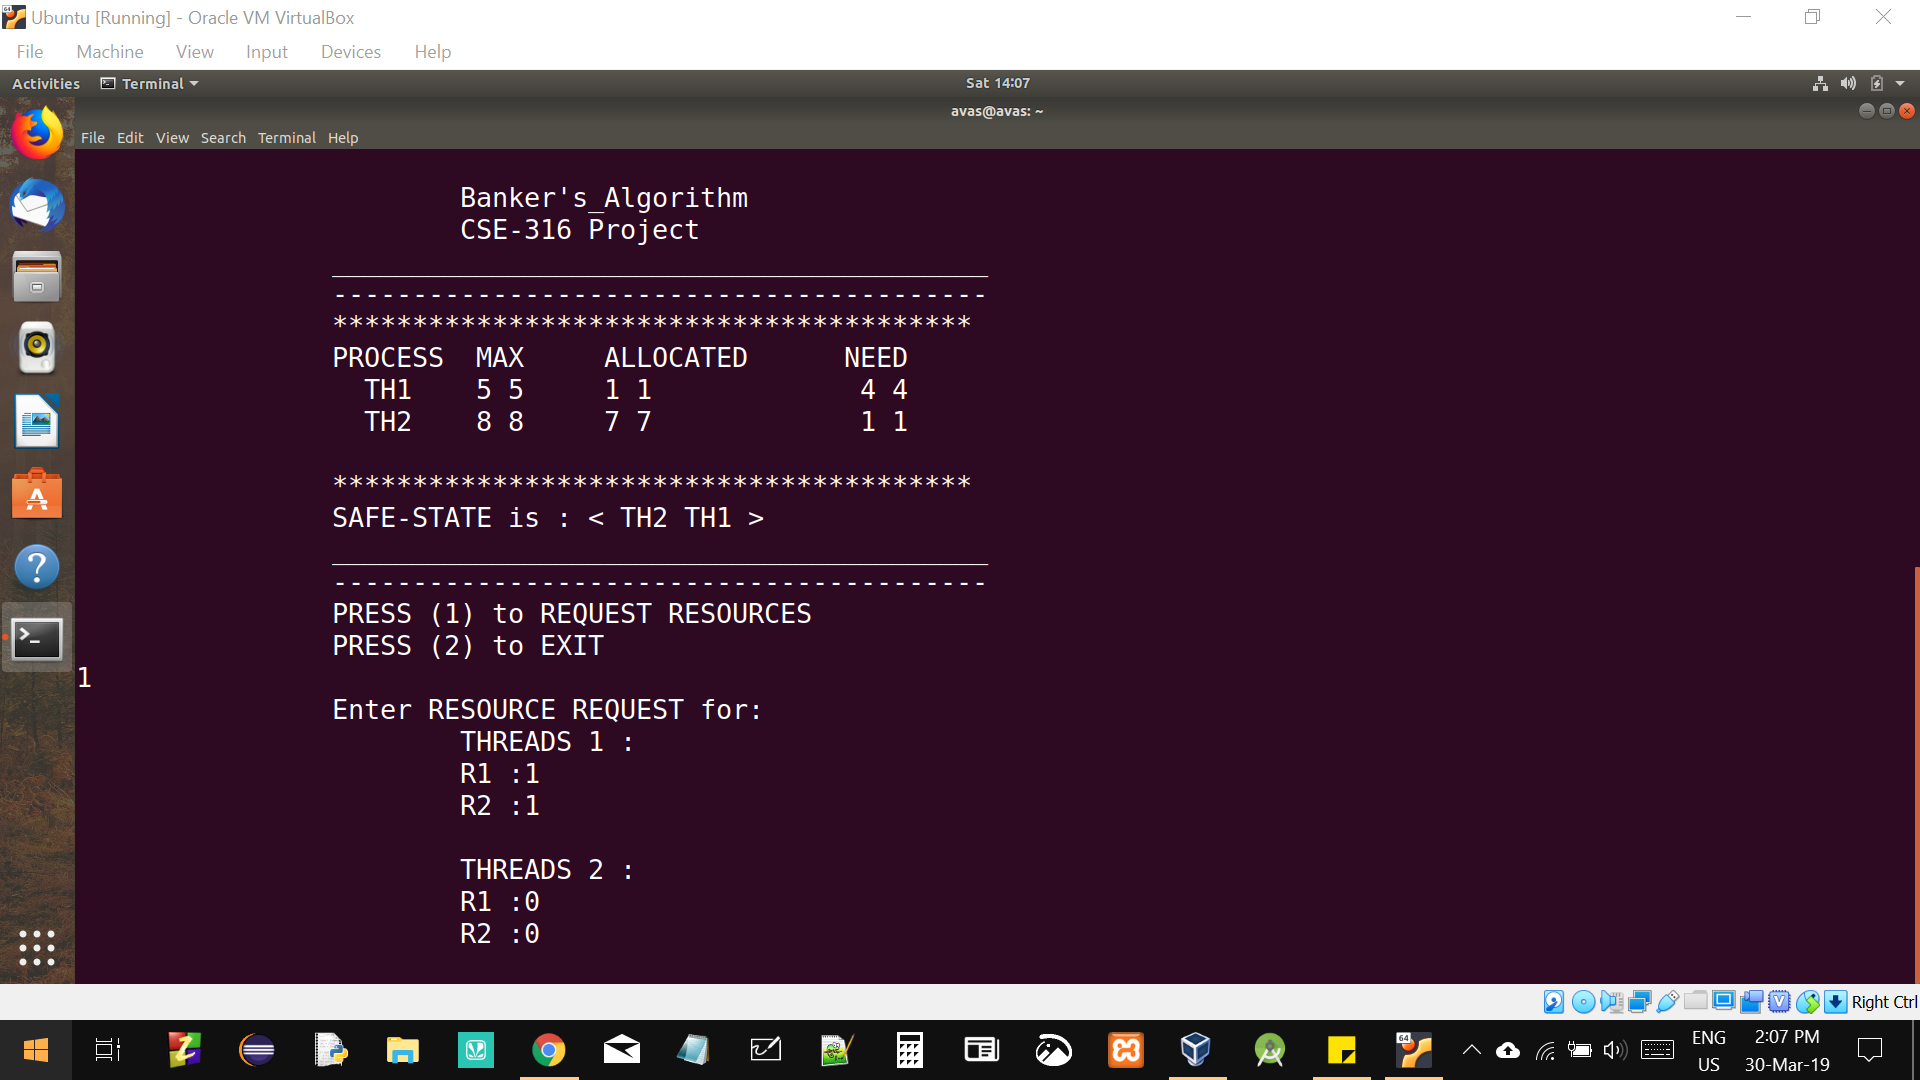 Ubuntu [Running] - Oracle VM VirtualBox
File Machine View Input Devices Help
Activities Terminal Sat 14:07
avas@avas: ~
File Edit View Search Terminal Help
Banker's_Algorithm
CSE-316 Project
_________________________________________
-----------------------------------------
****************************************
PROCESS MAX ALLOCATED NEED
TH1 5 5 1 1 4 4
TH2 8 8 7 7 1 1
****************************************
SAFE-STATE is : < TH2 TH1 >
_________________________________________
-----------------------------------------
PRESS (1) to REQUEST RESOURCES
PRESS (2) to EXIT
1
Enter RESOURCE REQUEST for:
THREADS 1 :
R1 :1
R2 :1
THREADS 2 :
R1 :0
R2 :0
Right Ctrl
ENG 2:07 PM
US 30-Mar-19